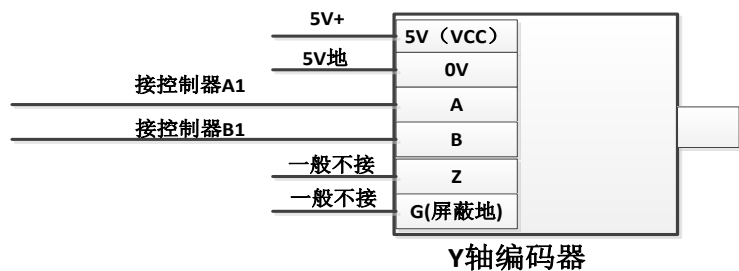 5V+
5V（VCC）
5V地
0V
接控制器A1
A
接控制器B1
B
一般不接
Z
一般不接
G(屏蔽地)
Y轴编码器